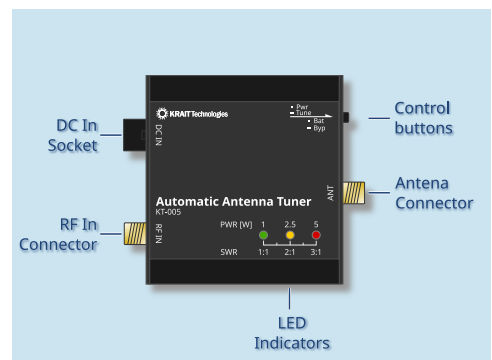 KRAIT Technologies
• Pwr
• Tune
• Bat
• Byp
Control
buttons
DC In
Socket
DC IN
Antena
Connector
ANT
Automatic Antenna Tuner
KT-005
RF In
Connector
RF IN
PWR [W] 1 2.5 5
SWR 1:1 2:1 3:1
LED
Indicators